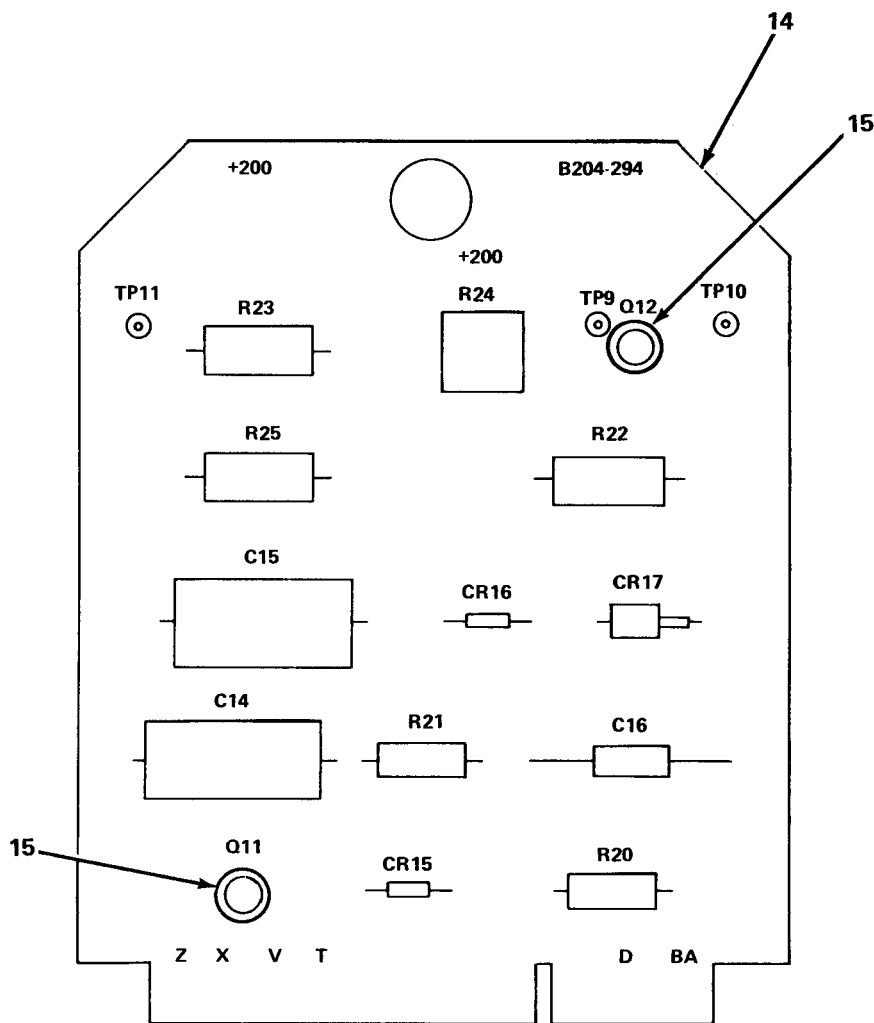 14
15
+200 B204-294
+200
TP11 R23 R24 TP9 Q12 TP10
R25 R22
C15 CR16 CR17
C14 R21 C16
15 Q11 CR15 R20
Z X V T D BA